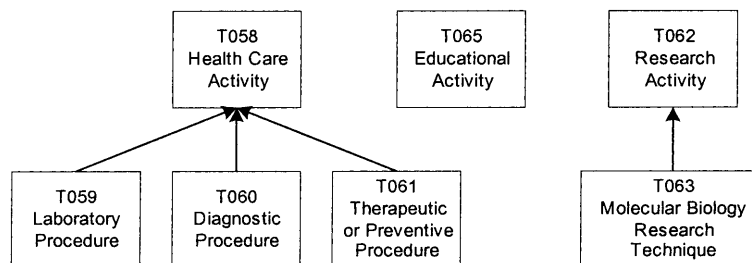 T058
Health Care
Activity
T065
Educational
Activity
T062
Research
Activity
T059
Laboratory
Procedure
T060
Diagnostic
Procedure
T061
Therapeutic
or Preventive
Procedure
T063
Molecular Biology
Research
Technique